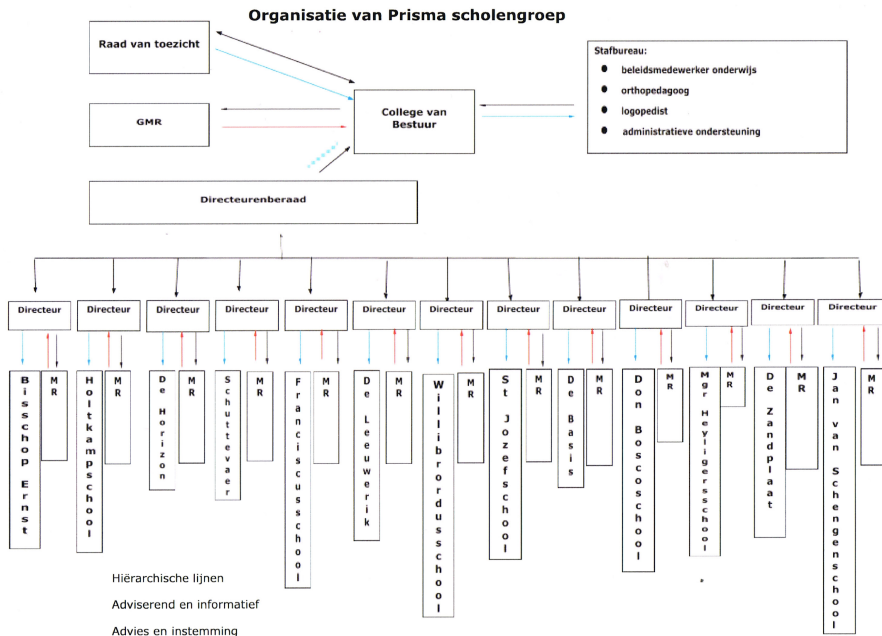 Organisatie van Prisma scholengroep
Raad van toezicht
GMR
College van
Bestuur
Stafbureau:
● beleidsmedewerker onderwijs
● orthopedagoog
● logopedist
● administratieve ondersteuning
Directeurenberaad
Directeur
Directeur
Directeur
Directeur
Directeur
Directeur
Directeur
Directeur
Directeur
Directeur
Directeur
Directeur
Directeur
Bisschop Ernst
MR
Holtkampschool
MR
De Horizon
MR
Schuttevaer
MR
Franciscusschool
MR
De Leeuwerik
MR
Willibrordusschool
MR
St Jozefschool
MR
De Basis
MR
Don Boscoschool
MR
Mgr Heyligersschool
MR
De Zandplaat
MR
Jan van Schengenschool
MR
Hiërarchische lijnen
Adviserend en informatief
Advies en instemming